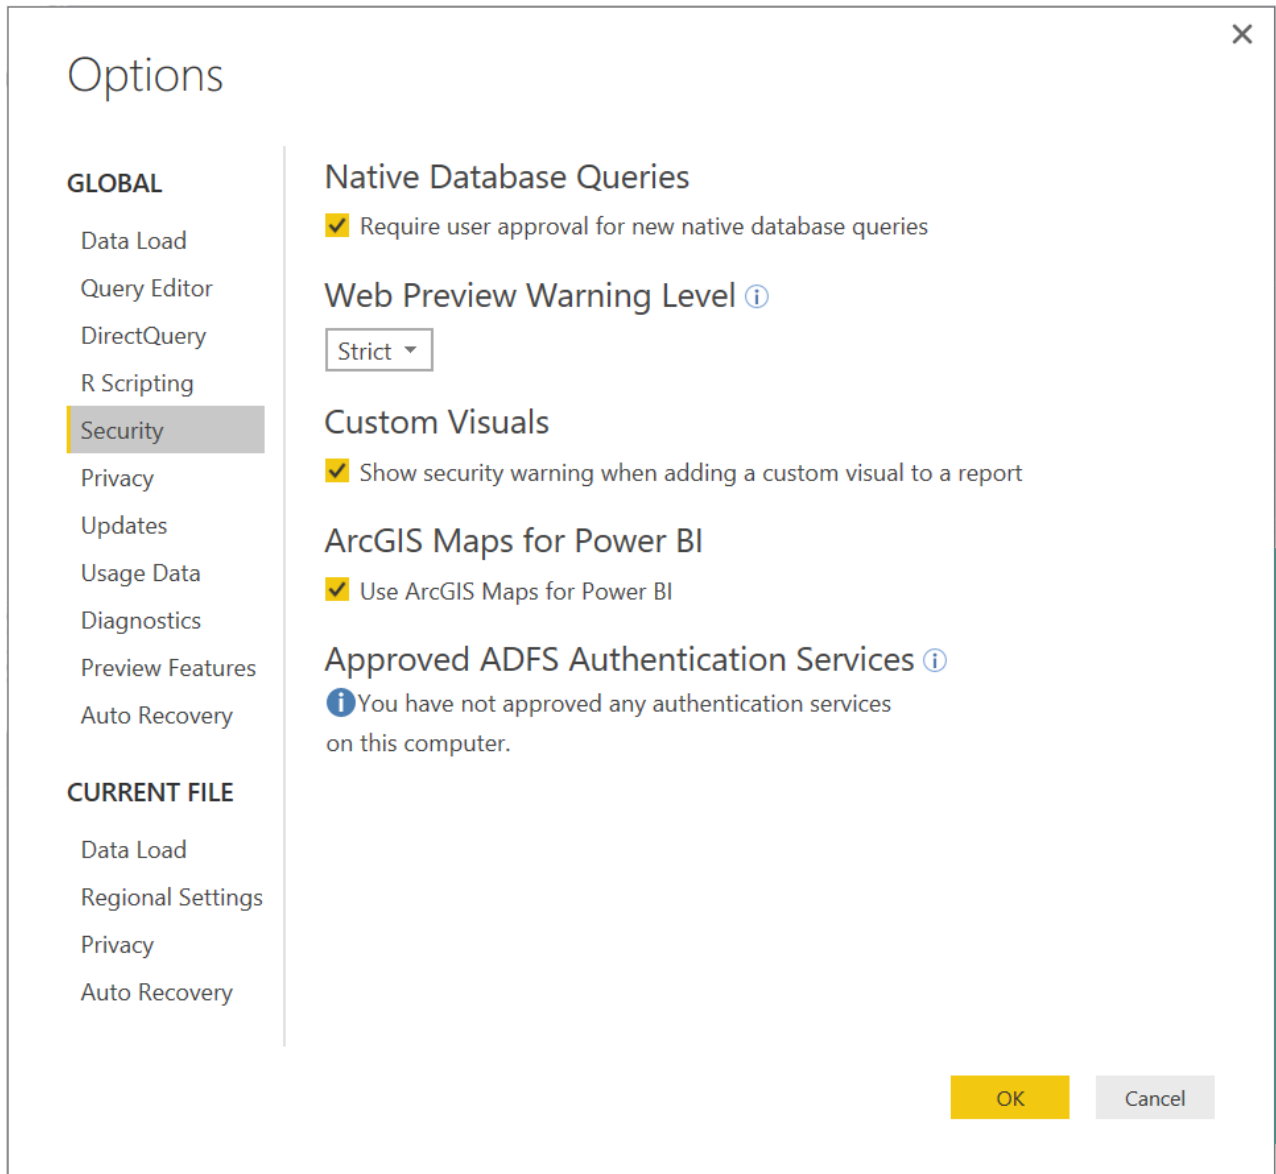 Options
GLOBAL
Data Load
Query Editor
DirectQuery
R Scripting
Security
Privacy
Updates
Usage Data
Diagnostics
Preview Features
Auto Recovery
CURRENT FILE
Data Load
Regional Settings
Privacy
Auto Recovery
Native Database Queries
Require user approval for new native database queries
Web Preview Warning Level
Strict
Custom Visuals
Show security warning when adding a custom visual to a report
ArcGIS Maps for Power BI
Use ArcGIS Maps for Power BI
Approved ADFS Authentication Services
You have not approved any authentication services
on this computer.
OK
Cancel